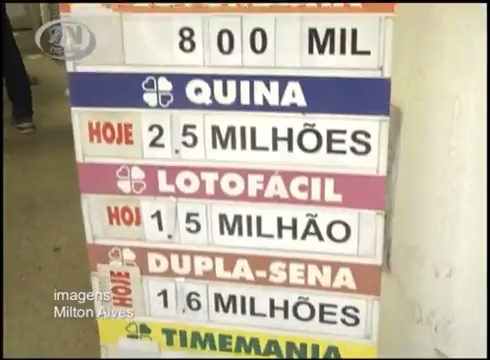 800 MIL
QUINA
HOJE 2.5 MILHÕES
LOTOFÁCIL
HOJ 1.5 MILHÃO
DUPLA-SENA
HOJE 1.6 MILHÕES
imagens
Milton Alves
TIMEMANIA